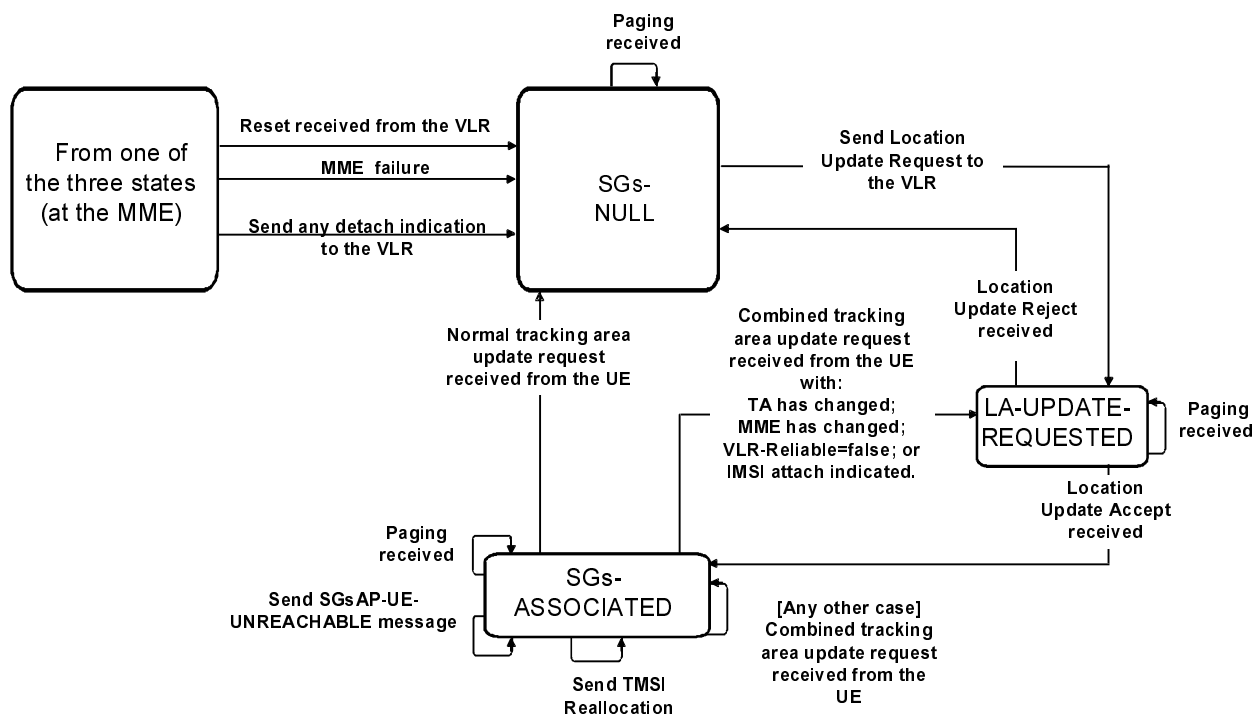 Paging
received
From one of
the three states
(at the MME)
Reset received from the VLR
MME failure
Send any detach indication
to the VLR
SGs-
NULL
Send Location
Update Request to
the VLR
Location
Update Reject
received
Normal tracking area
update request
received from the UE
Combined tracking
area update request
received from the UE
with:
TA has changed;
MME has changed;
VLR-Reliable=false; or
IMSI attach indicated.
LA-UPDATE-
REQUESTED
Paging
received
Location
Update Accept
received
Paging
received
Send SGsAP-UE-
UNREACHABLE message
SGs-
ASSOCIATED
Send TMSI
Reallocation
[Any other case]
Combined tracking
area update request
received from the
UE